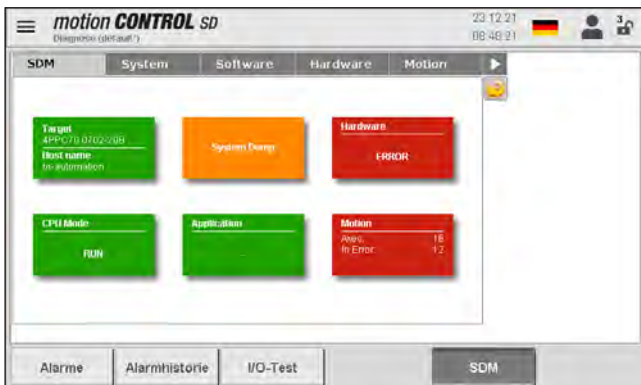 motion CONTROL SD
Diagnose (default*)
23.12.21
08:48:21
3
SDM
System
Software
Hardware
Motion
Target
4PPC70.0702-20B
Host name
br-automation
System Dump
Hardware
ERROR
CPU Mode
RUN
Application
Motion
Axes: 16
In Error:
Alarme
Alarmhistorie
I/O-Test
SDM